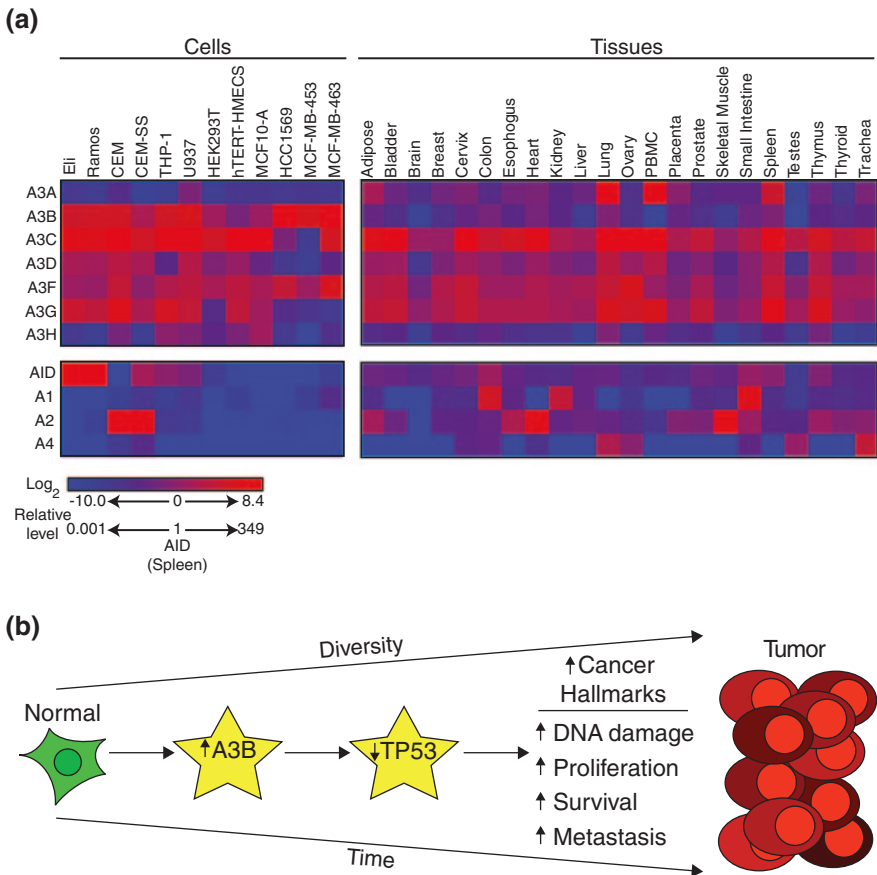 (a)
Cells
Tissues
Eli
Ramos
CEM
CEM-SS
THP-1
U937
HEK293T
hTERT-HMECS
MCF10-A
HCC1569
MCF-MB-453
MCF-MB-463
Adipose
Bladder
Brain
Breast
Cervix
Colon
Esophogus
Heart
Kidney
Liver
Lung
Ovary
PBMC
Placenta
Prostate
Skeletal Muscle
Small Intestine
Spleen
Testes
Thymus
Thyroid
Trachea
A3A
A3B
A3C
A3D
A3F
A3G
A3H
AID
A1
A2
A4
Log2
-10.0 0 8.4
Relative level
0.001 1 349
AID
(Spleen)
(b)
Diversity
Normal
↑A3B
↓TP53
↑Cancer
Hallmarks
↑ DNA damage
↑ Proliferation
↑ Survival
↑ Metastasis
Tumor
Time